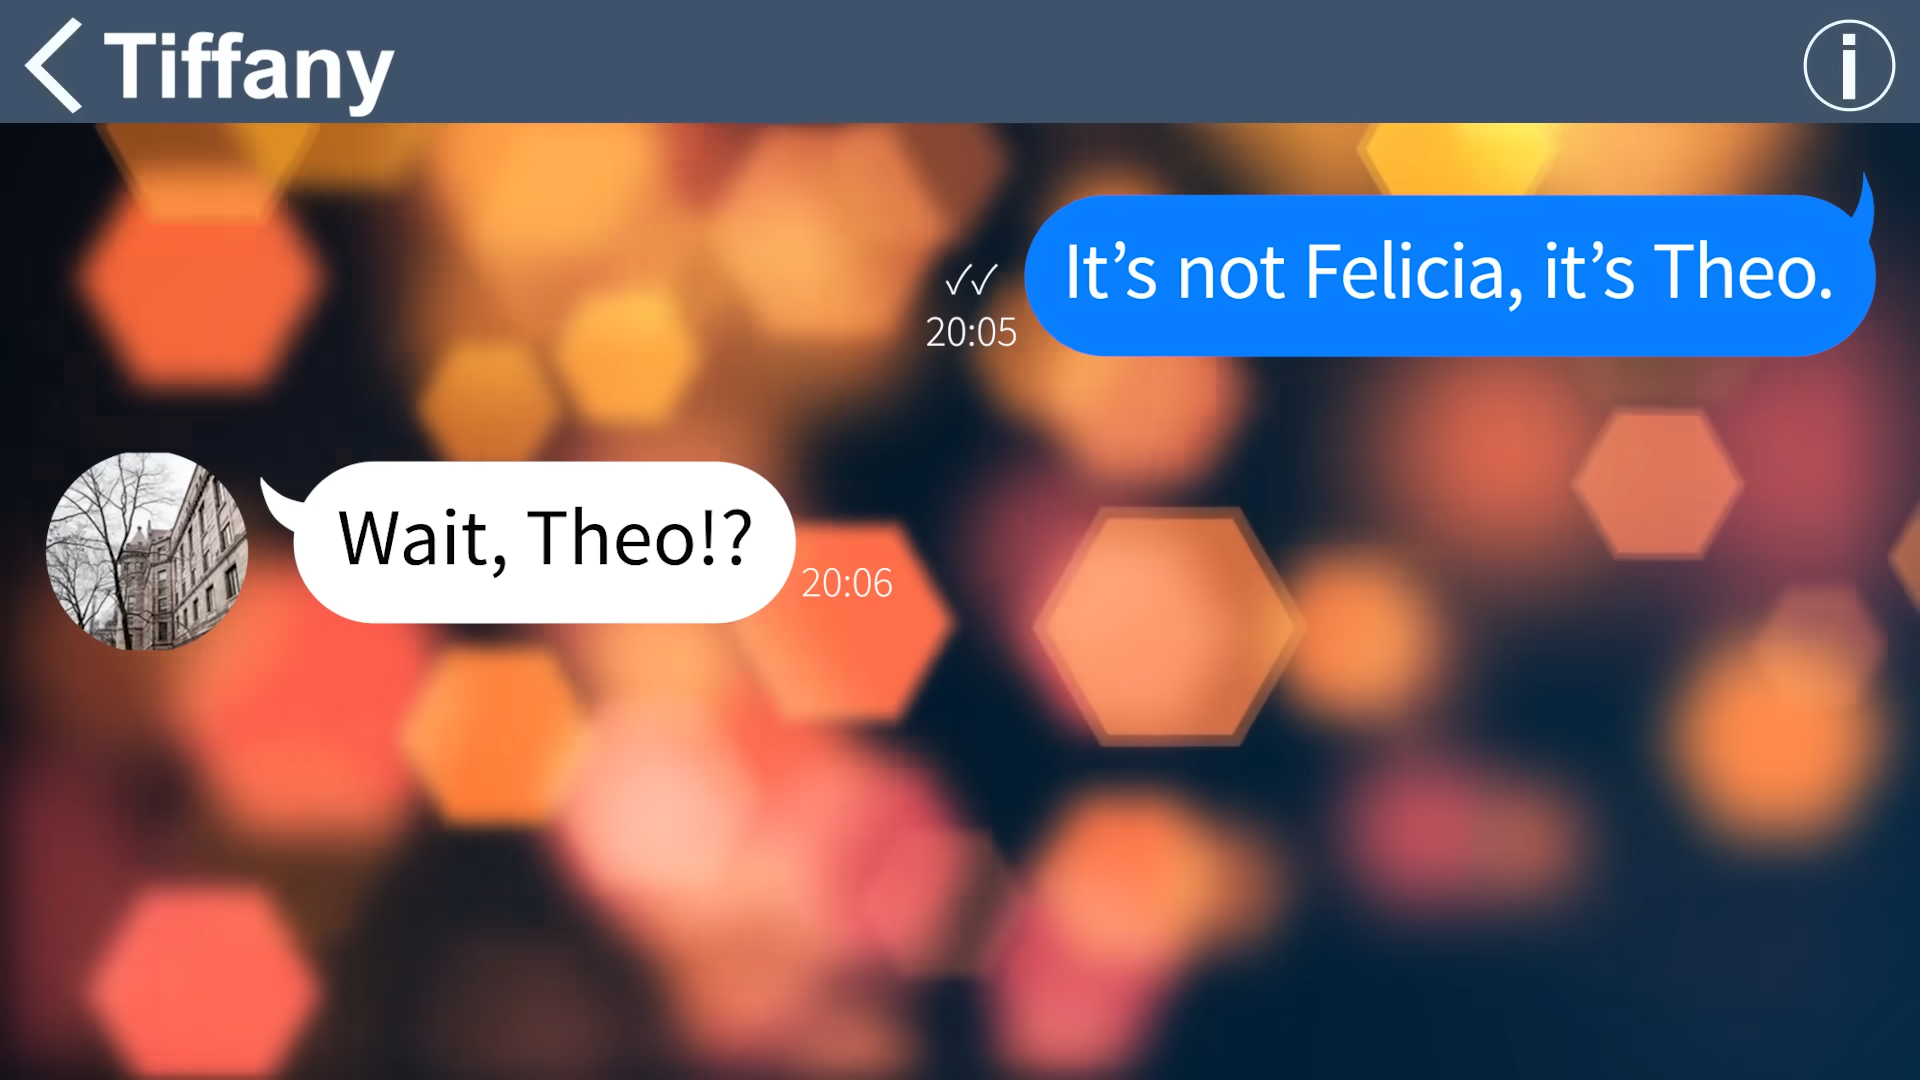 Tiffany
It’s not Felicia, it’s Theo.
✓✓
20:05
Wait, Theo!?
20:06